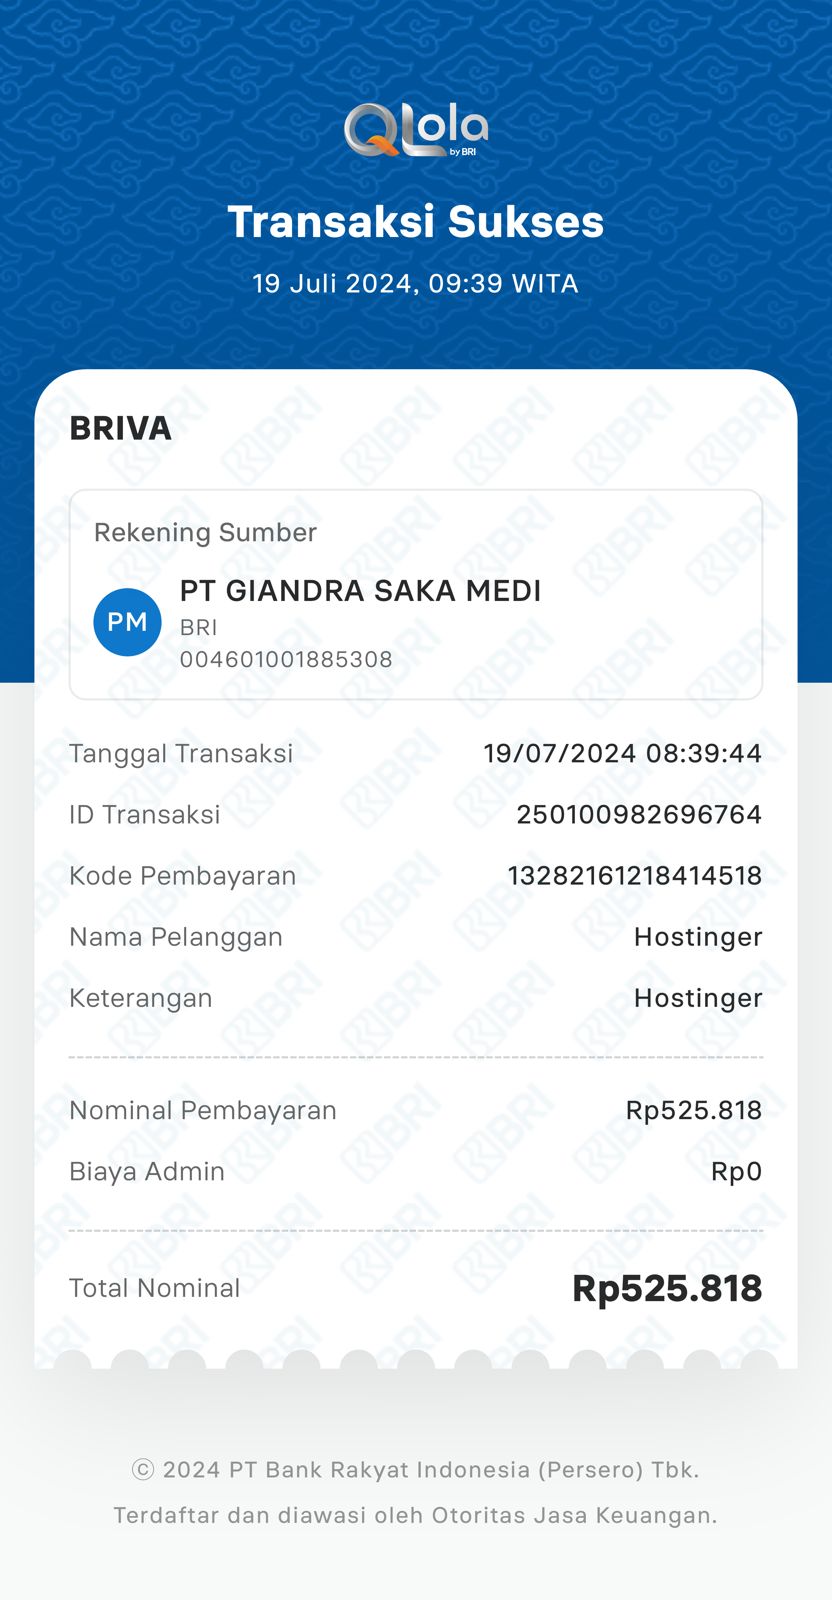 QLola
by BRI
Transaksi Sukses
19 Juli 2024, 09:39 WITA
BRIVA
Rekening Sumber
PM
PT GIANDRA SAKA MEDI
BRI
004601001885308
Tanggal Transaksi 19/07/2024 08:39:44
ID Transaksi 250100982696764
Kode Pembayaran 13282161218414518
Nama Pelanggan Hostinger
Keterangan Hostinger
Nominal Pembayaran Rp525.818
Biaya Admin Rp0
Total Nominal Rp525.818
© 2024 PT Bank Rakyat Indonesia (Persero) Tbk.
Terdaftar dan diawasi oleh Otoritas Jasa Keuangan.